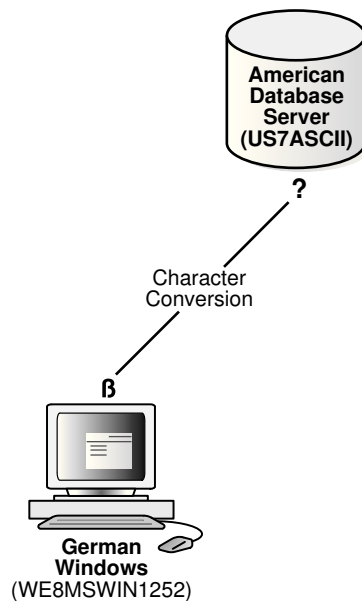 American
Database
Server
(US7ASCII)
?
Character
Conversion
ß
German
Windows
(WE8MSWIN1252)